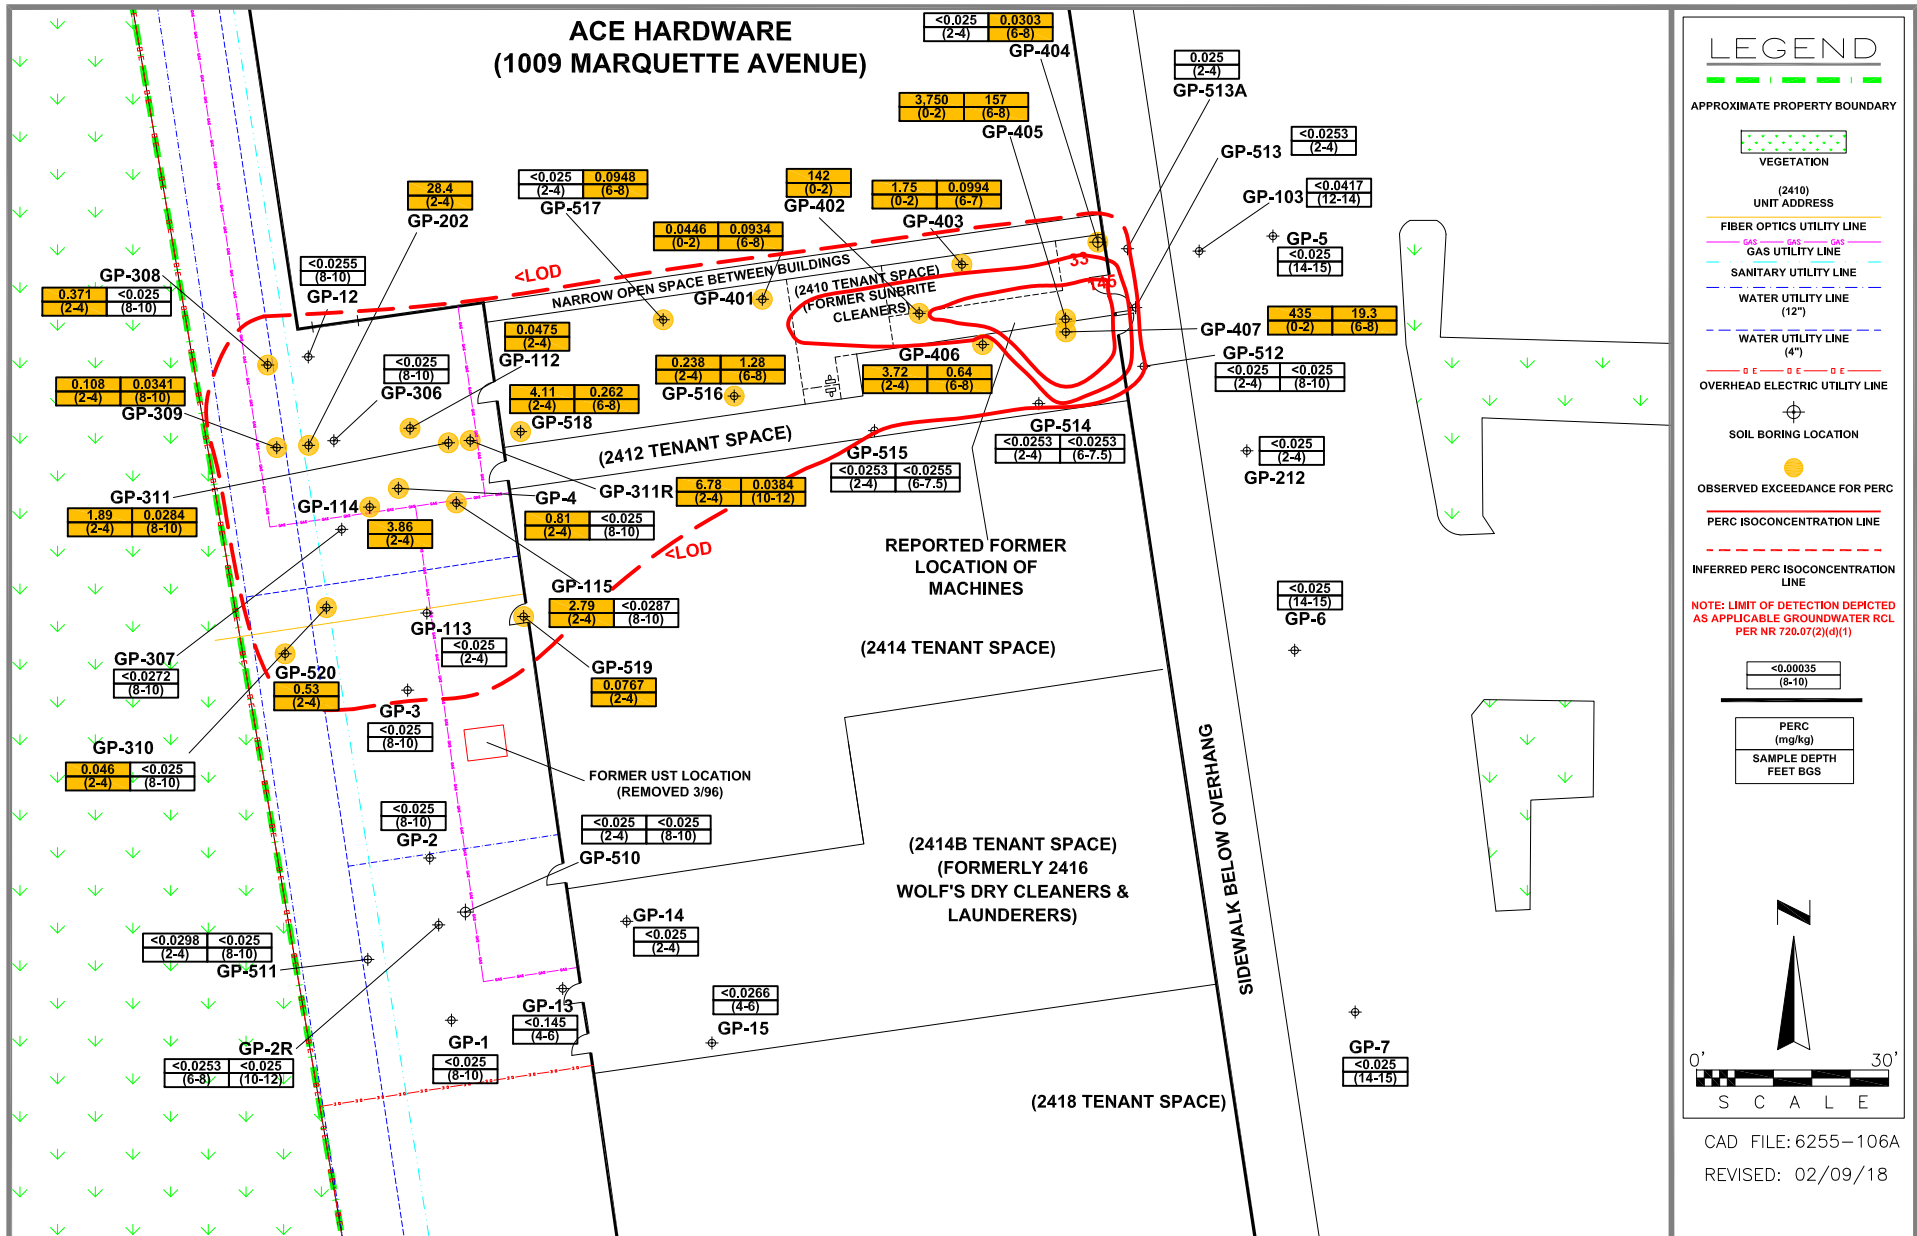 ACE HARDWARE
(1009 MARQUETTE AVENUE)
<0.025 0.0303
(2-4) (6-8)
GP-404
0.025
(2-4)
GP-513A
3,750 157
(0-2) (6-8)
GP-405
<0.0253
(2-4)
GP-513
<0.0417
(12-14)
GP-103
GP-5
<0.025
(14-15)
28.4
(2-4)
GP-202
<0.025 0.0948
(2-4) (6-8)
GP-517
142
(0-2)
GP-402
1.75 0.0994
(0-2) (6-7)
GP-403
0.0446 0.0934
(0-2) (6-8)
GP-401
<LOD
NARROW OPEN SPACE BETWEEN BUILDINGS
(2410 TENANT SPACE)
(FORMER SUNBRITE
CLEANERS)
33
145
GP-308
0.371 <0.025
(2-4) (8-10)
<0.0255
(8-10)
GP-12
0.0475
(2-4)
GP-112
435 19.3
(0-2) (6-8)
GP-407
GP-512
<0.025 <0.025
(2-4) (8-10)
GP-406
3.72 0.64
(2-4) (6-8)
0.238 1.28
(2-4) (6-8)
GP-516
<0.025
(8-10)
GP-306
0.108 0.0341
(2-4) (8-10)
GP-309
4.11 0.262
(2-4) (6-8)
GP-518
(2412 TENANT SPACE)
GP-514
<0.0253 <0.0253
(2-4) (6-7.5)
GP-515
<0.0253 <0.0255
(2-4) (6-7.5)
<0.025
(2-4)
GP-212
GP-311
1.89 0.0284
(2-4) (8-10)
GP-114
3.86
(2-4)
GP-4
0.81 <0.025
(2-4) (8-10)
GP-311R
6.78 0.0384
(2-4) (10-12)
<LOD
REPORTED FORMER
LOCATION OF
MACHINES
GP-115
2.79 <0.0287
(2-4) (8-10)
<0.025
(14-15)
GP-6
GP-113
<0.025
(2-4)
(2414 TENANT SPACE)
GP-307
<0.0272
(8-10)
GP-520
0.53
(2-4)
GP-519
0.0767
(2-4)
GP-3
<0.025
(8-10)
GP-310
0.046 <0.025
(2-4) (8-10)
FORMER UST LOCATION
(REMOVED 3/96)
<0.025
(8-10)
GP-2
<0.025 <0.025
(2-4) (8-10)
GP-510
(2414B TENANT SPACE)
(FORMERLY 2416
WOLF'S DRY CLEANERS &
LAUNDERERS)
SIDEWALK BELOW OVERHANG
GP-14
<0.025
(2-4)
<0.0298 <0.025
(2-4) (8-10)
GP-511
<0.0266
(4-6)
GP-15
GP-13
<0.145
(4-6)
GP-2R
<0.0253 <0.025
(6-8) (10-12)
GP-1
<0.025
(8-10)
GP-7
<0.025
(14-15)
(2418 TENANT SPACE)
LEGEND
APPROXIMATE PROPERTY BOUNDARY
VEGETATION
(2410)
UNIT ADDRESS
FIBER OPTICS UTILITY LINE
GAS GAS GAS
GAS UTILITY LINE
SANITARY UTILITY LINE
WATER UTILITY LINE
(12")
WATER UTILITY LINE
(4")
OE OE OE
OVERHEAD ELECTRIC UTILITY LINE
SOIL BORING LOCATION
OBSERVED EXCEEDANCE FOR PERC
PERC ISOCONCENTRATION LINE
INFERRED PERC ISOCONCENTRATION
LINE
NOTE: LIMIT OF DETECTION DEPICTED
AS APPLICABLE GROUNDWATER RCL
PER NR 720.07(2)(d)(1)
<0.00035
(8-10)
PERC
(mg/kg)
SAMPLE DEPTH
FEET BGS
N
0' 30'
SCALE
CAD FILE: 6255-106A
REVISED: 02/09/18